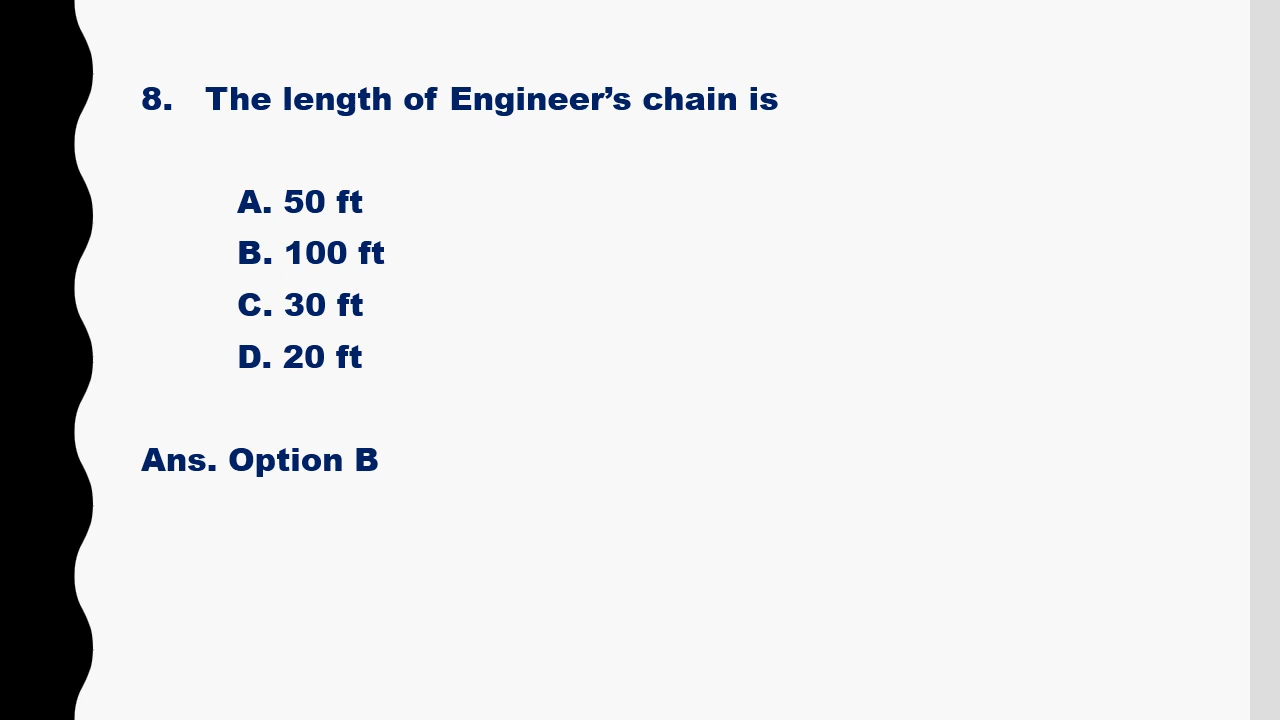 8. The length of Engineer’s chain is
A. 50 ft
B. 100 ft
C. 30 ft
D. 20 ft
Ans. Option B